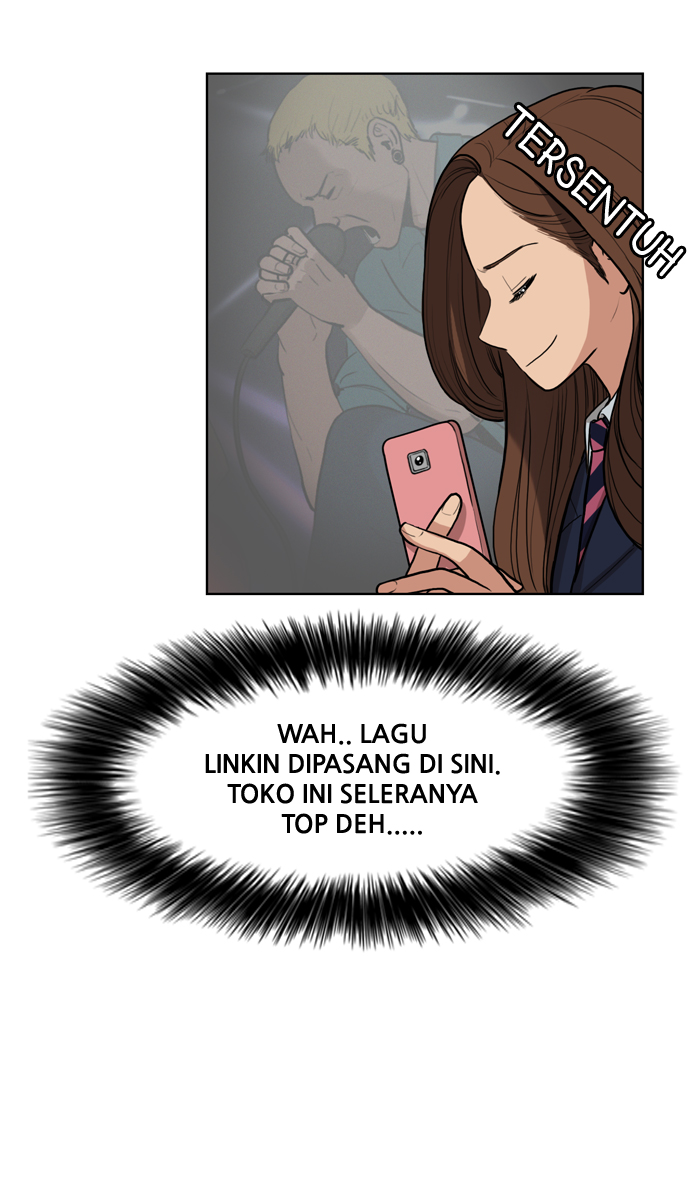 TERSENTUH
WAH.. LAGU
LINKIN DIPASANG DI SINI.
TOKO INI SELERANYA
TOP DEH.....